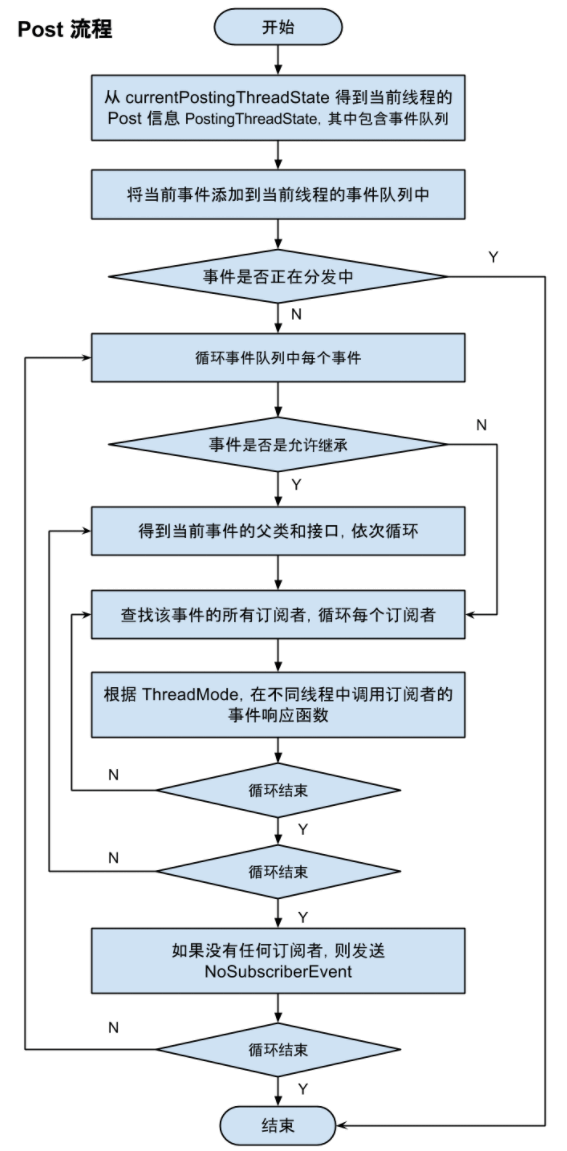 Post 流程
开始
从 currentPostingThreadState 得到当前线程的
Post 信息 PostingThreadState, 其中包含事件队列
将当前事件添加到当前线程的事件队列中
事件是否正在分发中
Y
N
循环事件队列中每个事件
事件是否是允许继承
N
Y
得到当前事件的父类和接口, 依次循环
查找该事件的所有订阅者, 循环每个订阅者
根据 ThreadMode, 在不同线程中调用订阅者的
事件响应函数
循环结束
N
Y
循环结束
N
Y
如果没有任何订阅者, 则发送
NoSubscriberEvent
循环结束
N
Y
结束